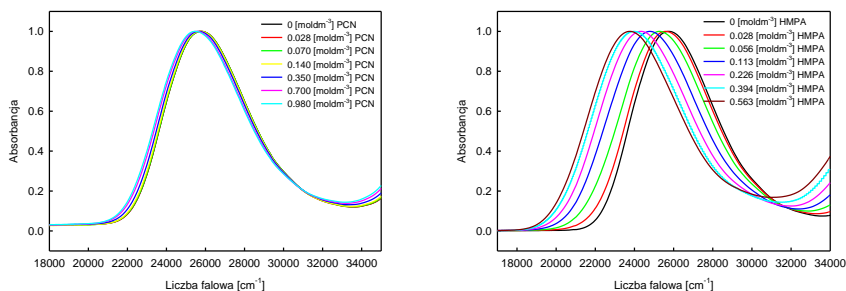 0 [moldm⁻³] PCN
0.028 [moldm⁻³] PCN
0.070 [moldm⁻³] PCN
0.140 [moldm⁻³] PCN
0.350 [moldm⁻³] PCN
0.700 [moldm⁻³] PCN
0.980 [moldm⁻³] PCN
1.0
0.8
0.6
0.4
0.2
0.0
Absorbancja
18000 20000 22000 24000 26000 28000 30000 32000 34000
Liczba falowa [cm⁻¹]
0 [moldm⁻³] HMPA
0.028 [moldm⁻³] HMPA
0.056 [moldm⁻³] HMPA
0.113 [moldm⁻³] HMPA
0.226 [moldm⁻³] HMPA
0.394 [moldm⁻³] HMPA
0.563 [moldm⁻³] HMPA
1.0
0.8
0.6
0.4
0.2
0.0
Absorbancja
18000 20000 22000 24000 26000 28000 30000 32000 34000
Liczba falowa [cm⁻¹]